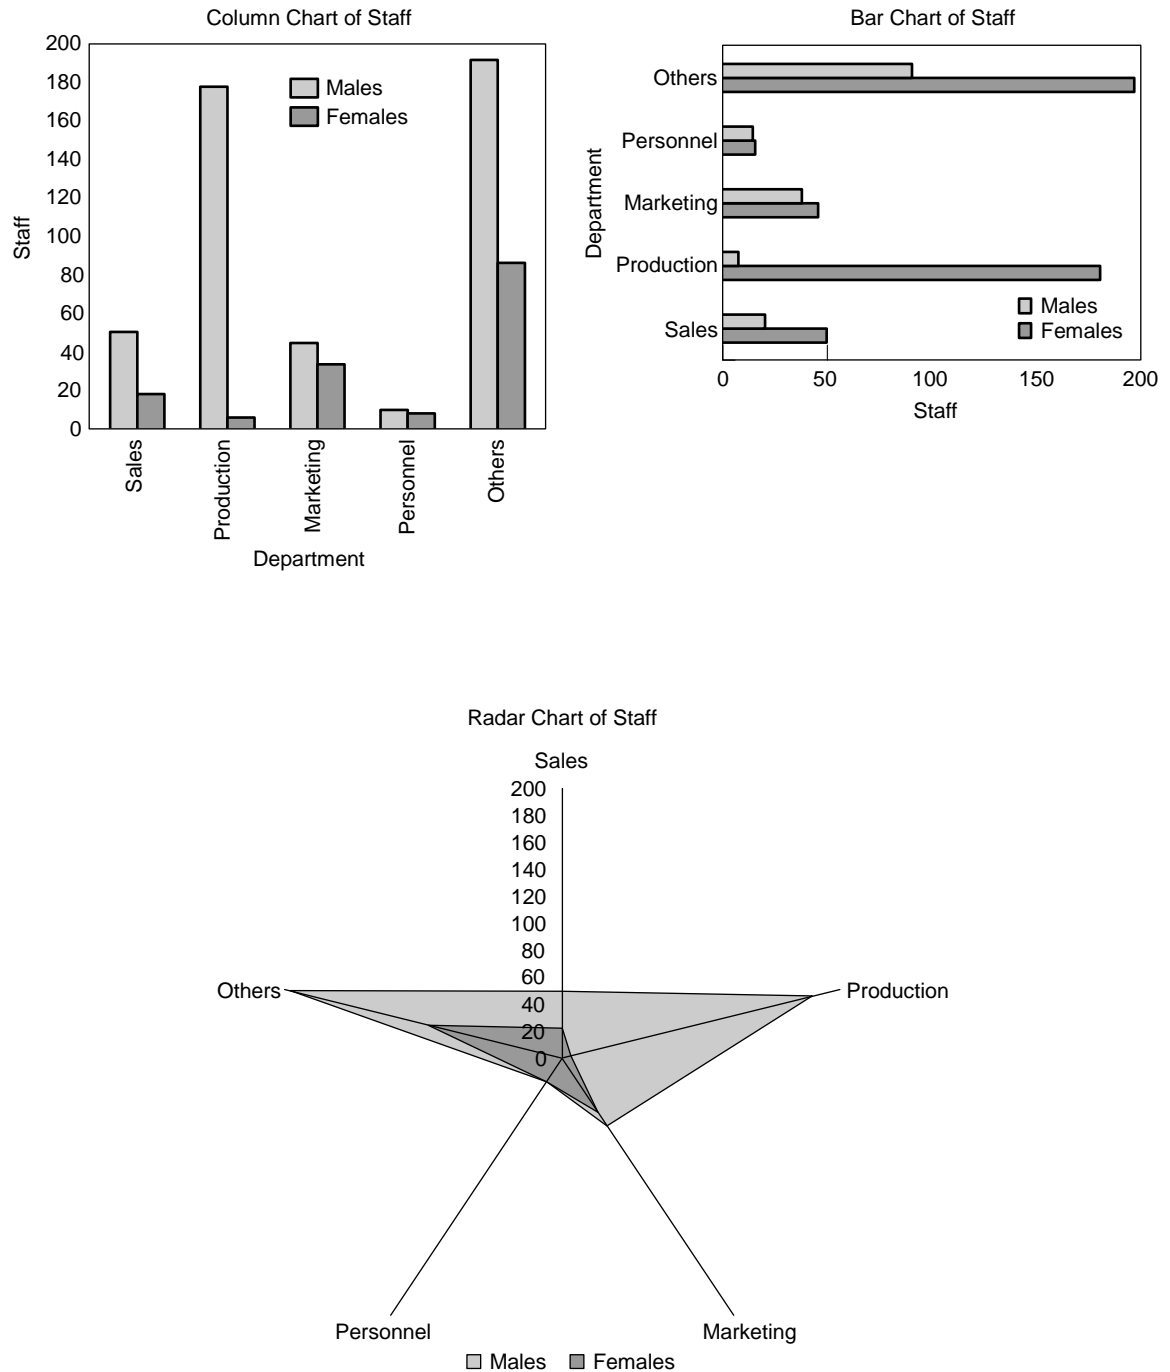 Column Chart of Staff
200
180
160
140
120
100
80
60
40
20
0
Staff
Males
Females
Sales
Production
Marketing
Personnel
Others
Department
Bar Chart of Staff
Department
Others
Personnel
Marketing
Production
Sales
Males
Females
0 50 100 150 200
Staff
Radar Chart of Staff
Sales
200
180
160
140
120
100
80
60
40
20
0
Others
Production
Personnel
Marketing
Males Females